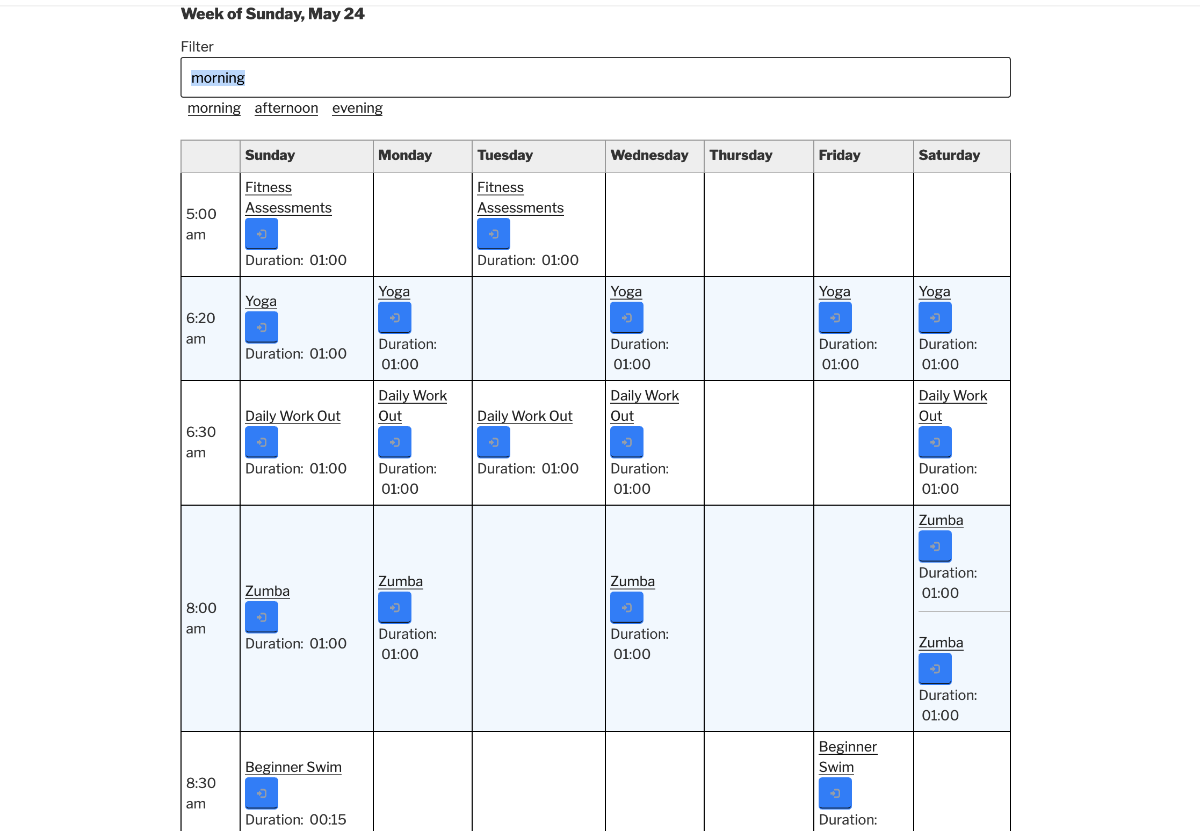 Week of Sunday, May 24
Filter
morning
morning afternoon evening
Sunday Monday Tuesday Wednesday Thursday Friday Saturday
5:00 am
Fitness Assessments
Duration: 01:00
Fitness Assessments
Duration: 01:00
6:20 am
Yoga
Duration: 01:00
Yoga
Duration: 01:00
Yoga
Duration: 01:00
Yoga
Duration: 01:00
Yoga
Duration: 01:00
6:30 am
Daily Work Out
Duration: 01:00
Daily Work Out
Duration: 01:00
Daily Work Out
Duration: 01:00
Daily Work Out
Duration: 01:00
Daily Work Out
Duration: 01:00
8:00 am
Zumba
Duration: 01:00
Zumba
Duration: 01:00
Zumba
Duration: 01:00
Zumba
Duration: 01:00
Zumba
Duration: 01:00
8:30 am
Beginner Swim
Duration: 00:15
Beginner Swim
Duration: